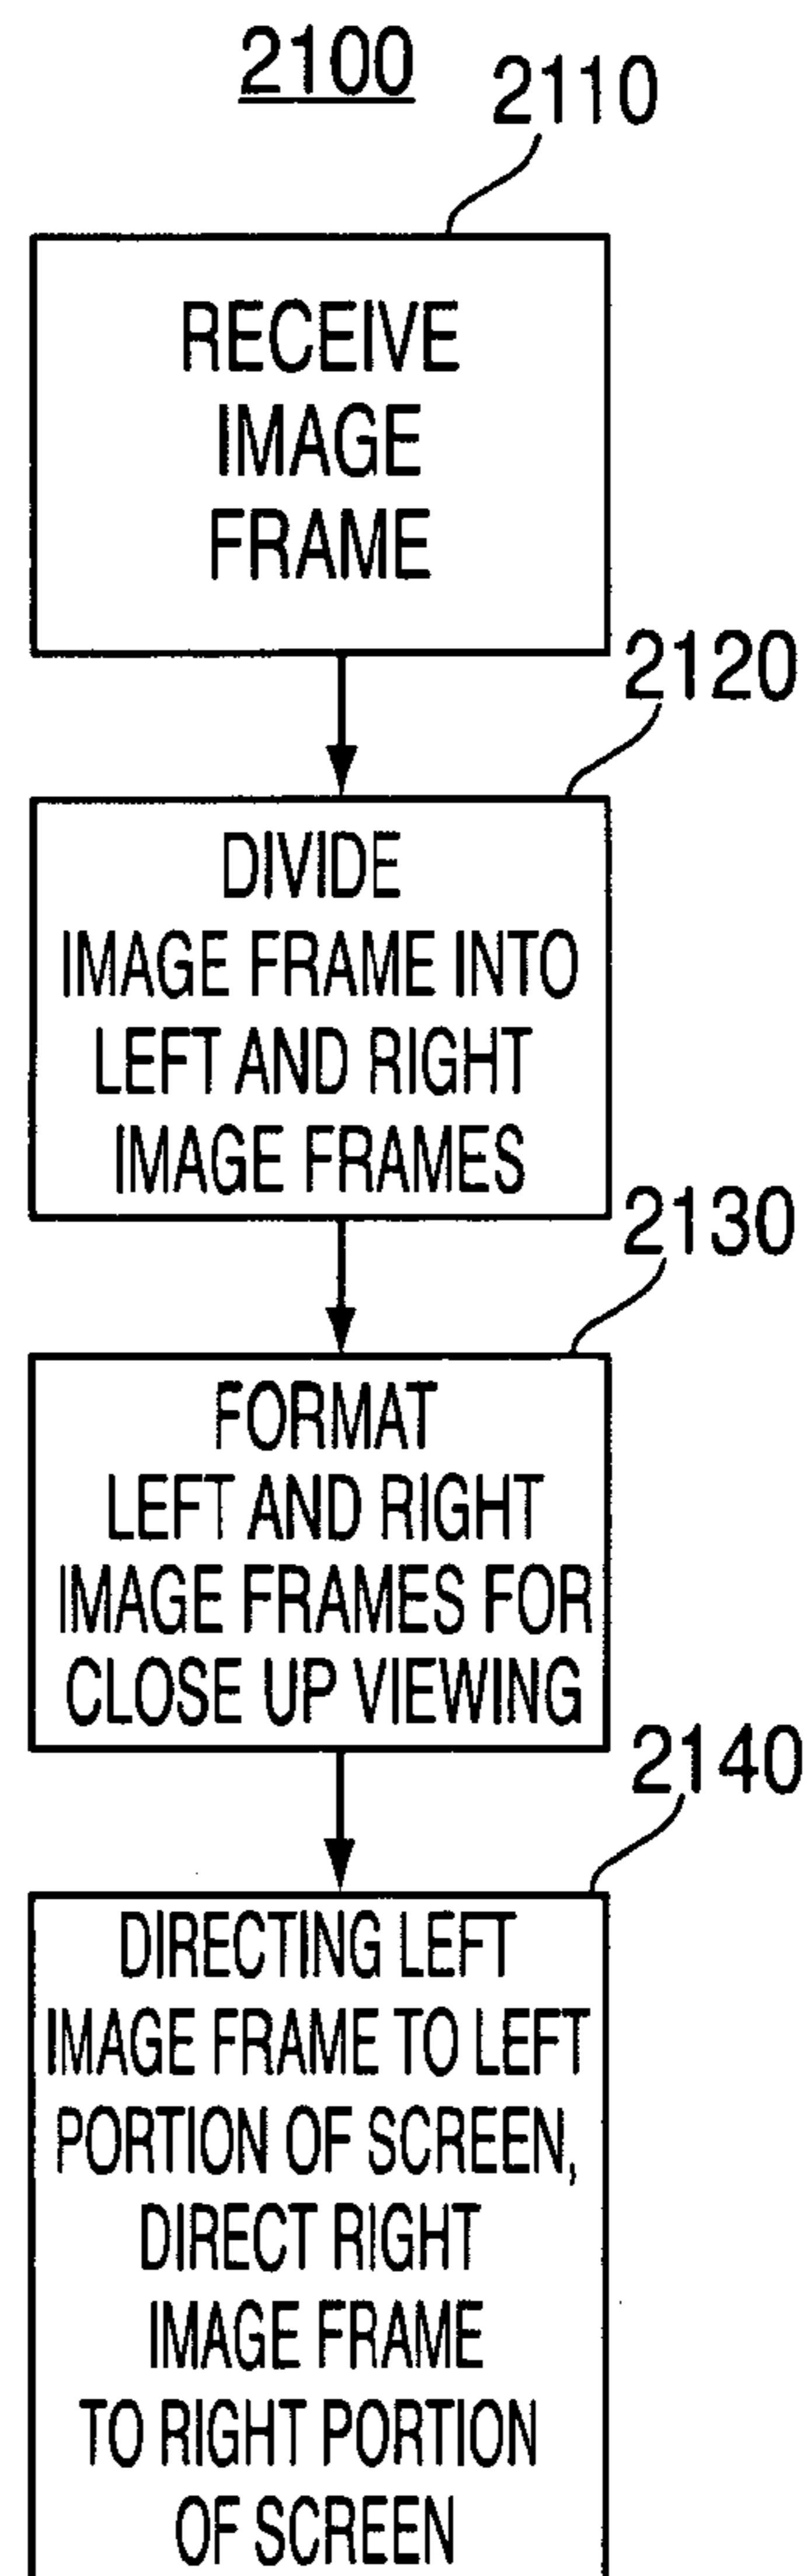 2100
2110
RECEIVE
IMAGE
FRAME
2120
DIVIDE
IMAGE FRAME INTO
LEFT AND RIGHT
IMAGE FRAMES
2130
FORMAT
LEFT AND RIGHT
IMAGE FRAMES FOR
CLOSE UP VIEWING
2140
DIRECTING LEFT
IMAGE FRAME TO LEFT
PORTION OF SCREEN,
DIRECT RIGHT
IMAGE FRAME
TO RIGHT PORTION
OF SCREEN